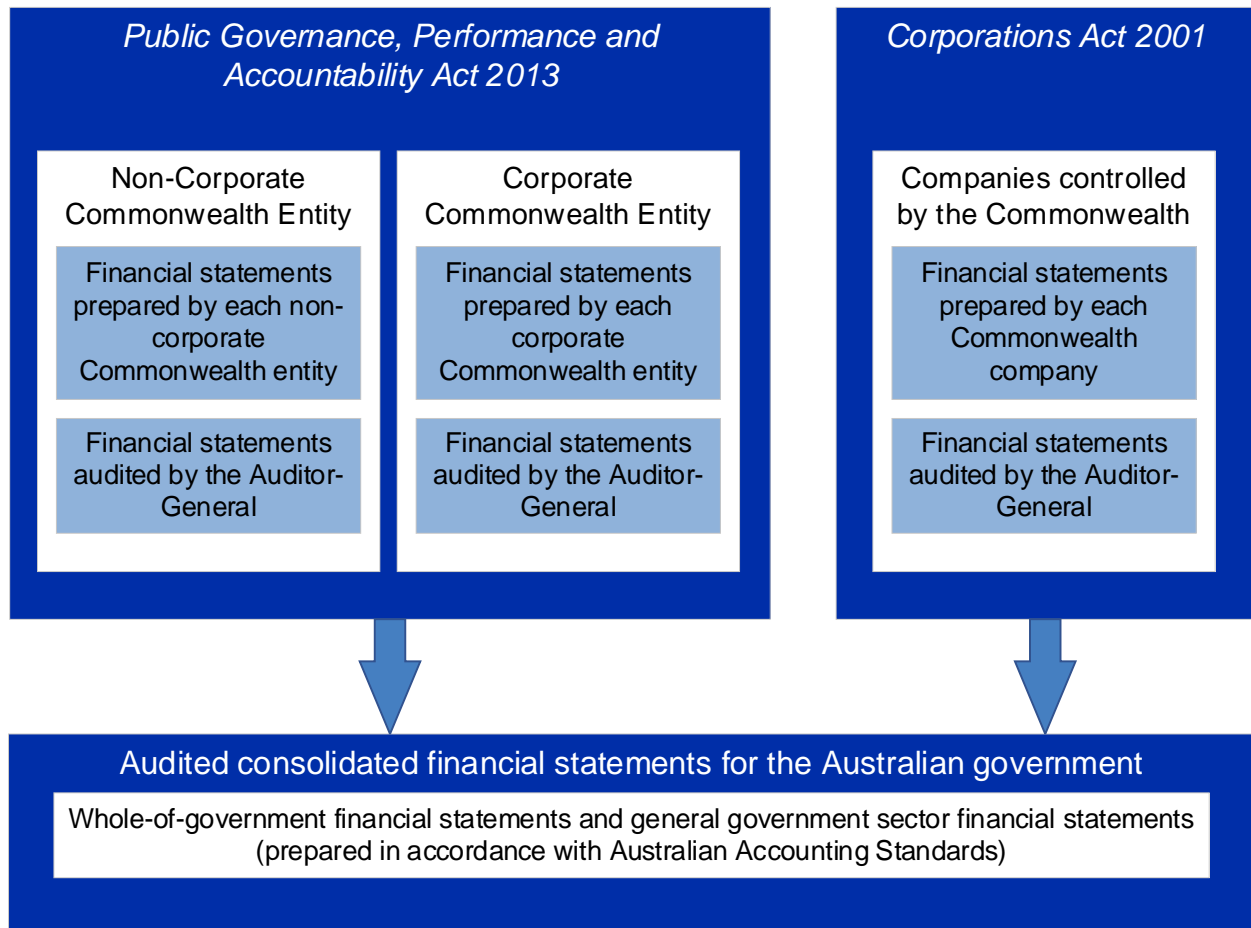 Public Governance, Performance and
Accountability Act 2013
Non-Corporate
Commonwealth Entity
Financial statements
prepared by each non-
corporate
Commonwealth entity
Financial statements
audited by the Auditor-
General
Corporate
Commonwealth Entity
Financial statements
prepared by each
corporate
Commonwealth entity
Financial statements
audited by the Auditor-
General
Corporations Act 2001
Companies controlled
by the Commonwealth
Financial statements
prepared by each
Commonwealth
company
Financial statements
audited by the Auditor-
General
Audited consolidated financial statements for the Australian government
Whole-of-government financial statements and general government sector financial statements
(prepared in accordance with Australian Accounting Standards)